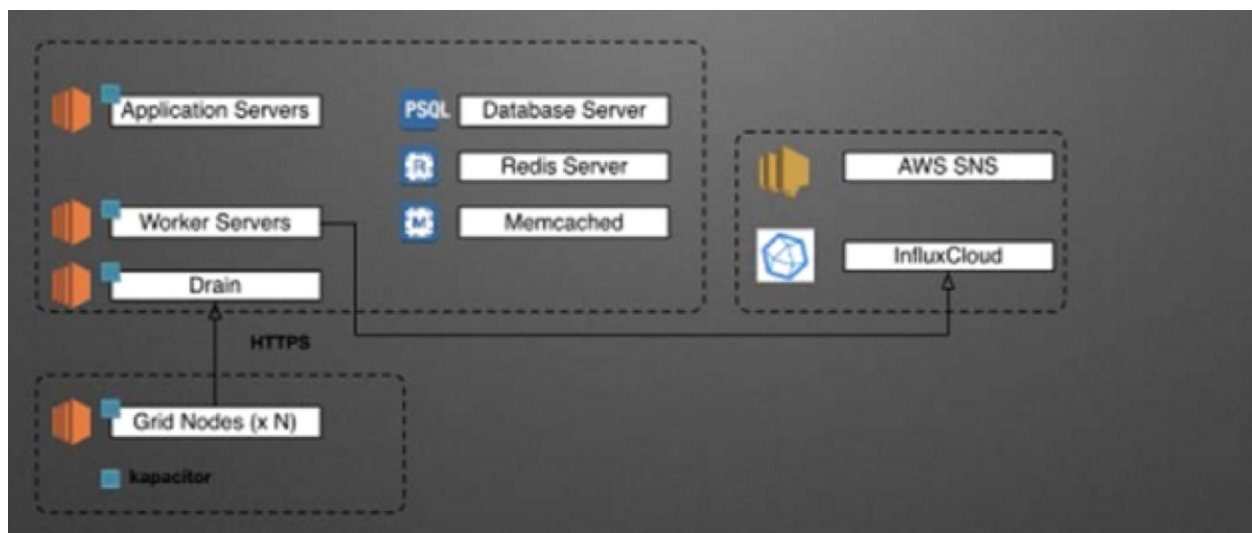 Application Servers
PSQL
Database Server
R
Redis Server
AWS SNS
Worker Servers
M
Memcached
InfluxCloud
Drain
HTTPS
Grid Nodes (x N)
kapacitor